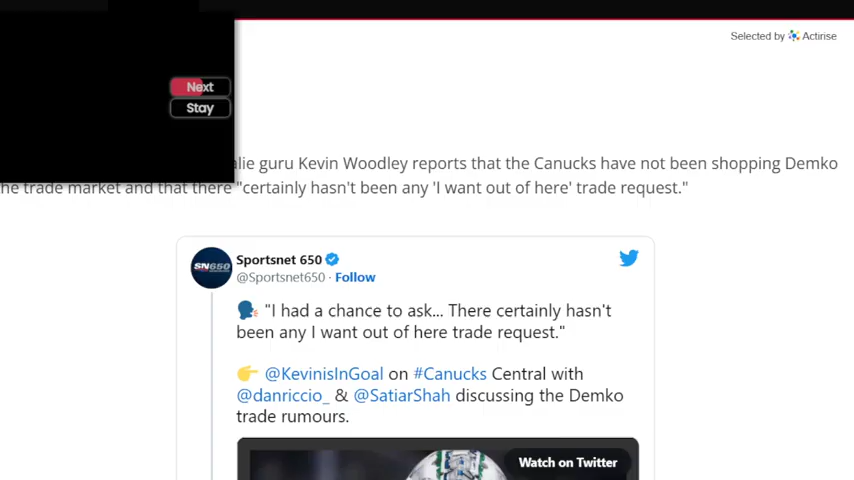 Selected by Actirise
Next
Stay
alie guru Kevin Woodley reports that the Canucks have not been shopping Demko
he trade market and that there "certainly hasn't been any 'I want out of here' trade request."
SN650
Sportsnet 650
@Sportsnet650 · Follow
🗣️ "I had a chance to ask... There certainly hasn't
been any I want out of here trade request."
👉 @KevinisInGoal on #Canucks Central with
@danriccio_ & @SatiarShah discussing the Demko
trade rumours.
Watch on Twitter